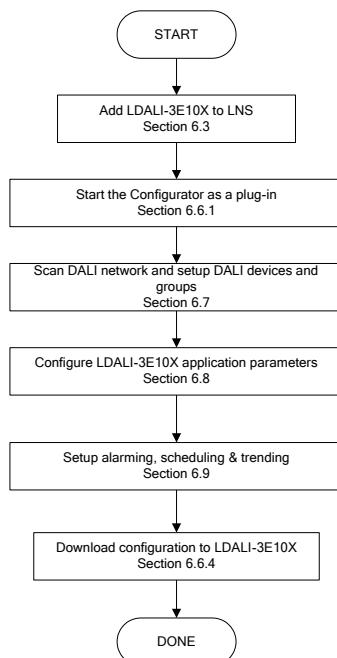 START
Add LDALI-3E10X to LNS
Section 6.3
Start the Configurator as a plug-in
Section 6.6.1
Scan DALI network and setup DALI devices and
groups
Section 6.7
Configure LDALI-3E10X application parameters
Section 6.8
Setup alarming, scheduling & trending
Section 6.9
Download configuration to LDALI-3E10X
Section 6.6.4
DONE